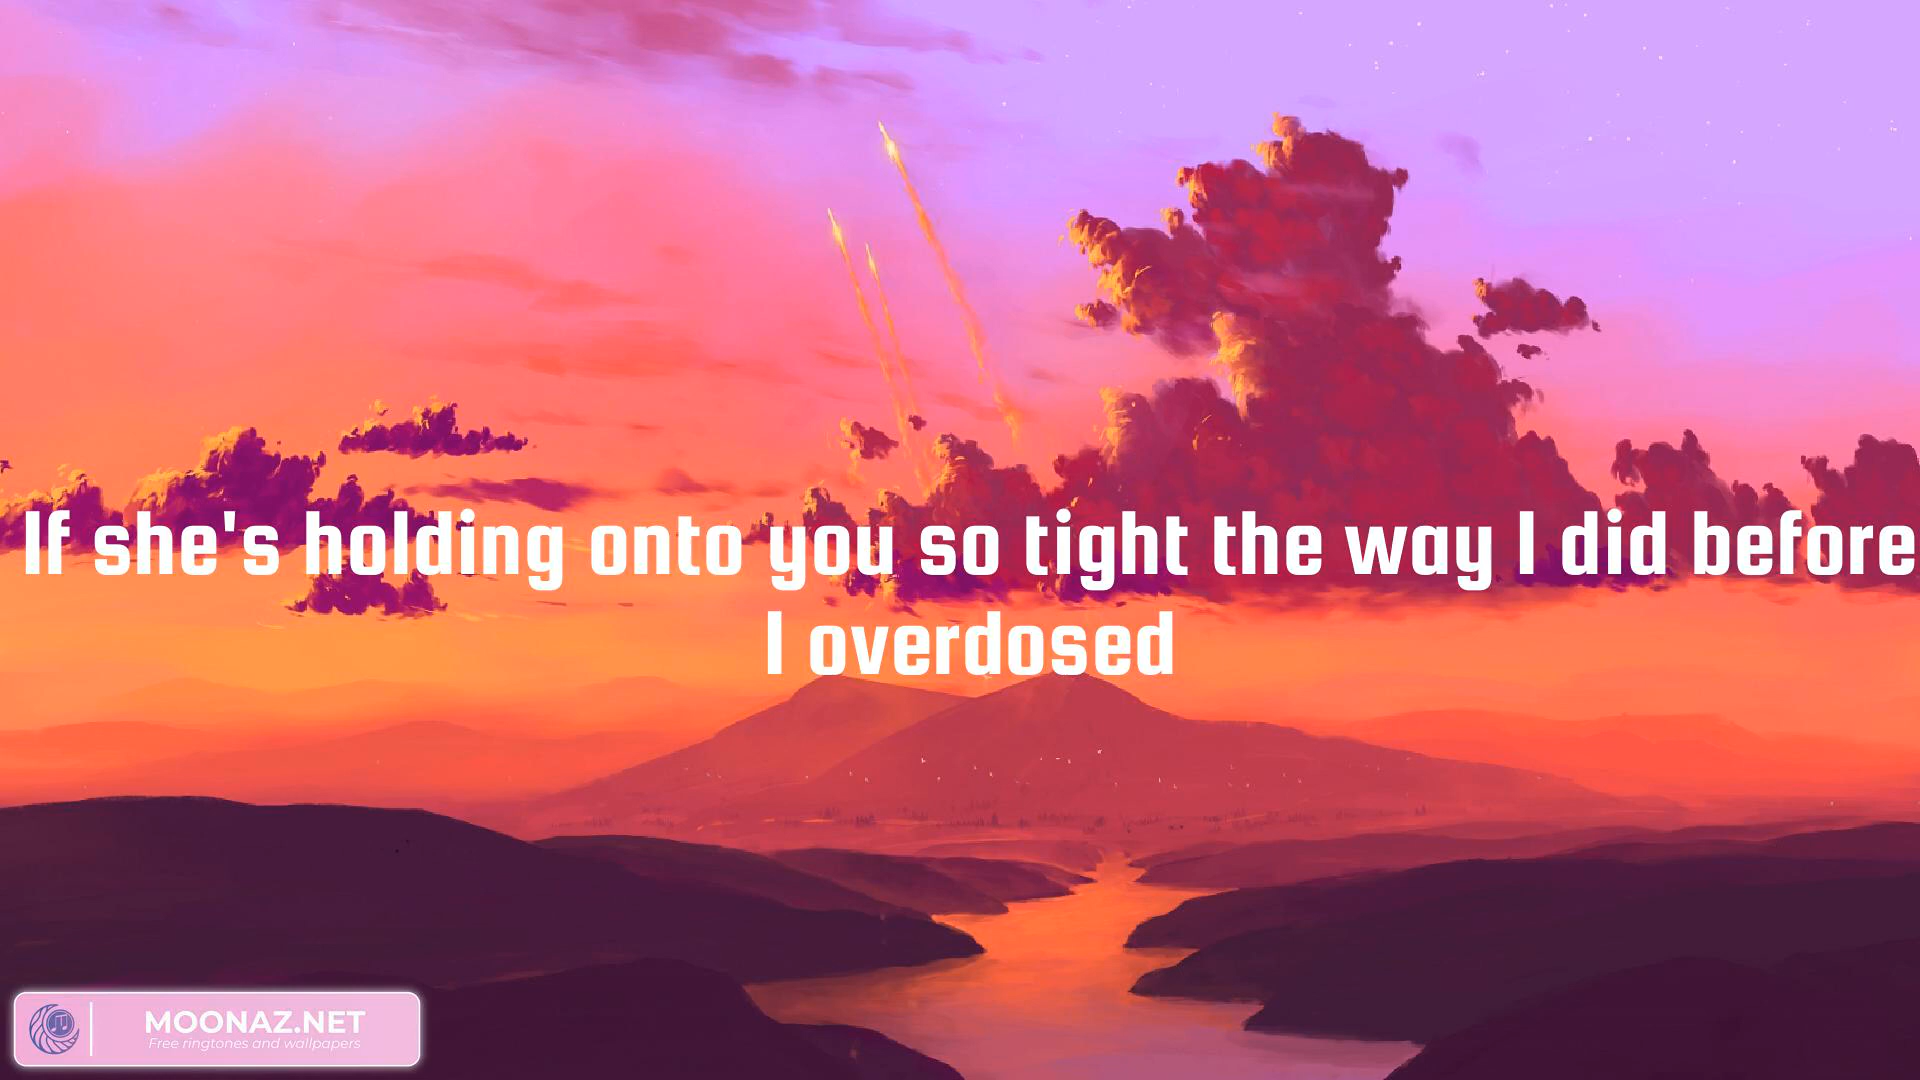 If she's holding onto you so tight the way I did before
I overdosed
MOONAZ.NET
Free ringtones and wallpapers